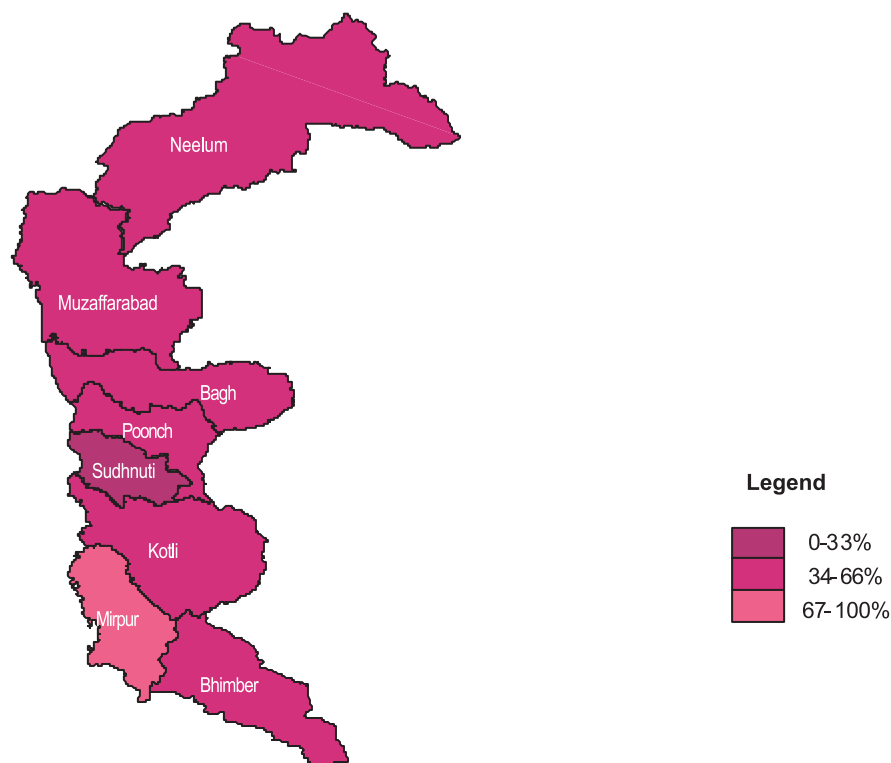 Neelum
Muzaffarabad
Bagh
Poonch
Sudhnuti
Legend
0-33%
Kotli
34-66%
67-100%
Mirpur
Bhimber